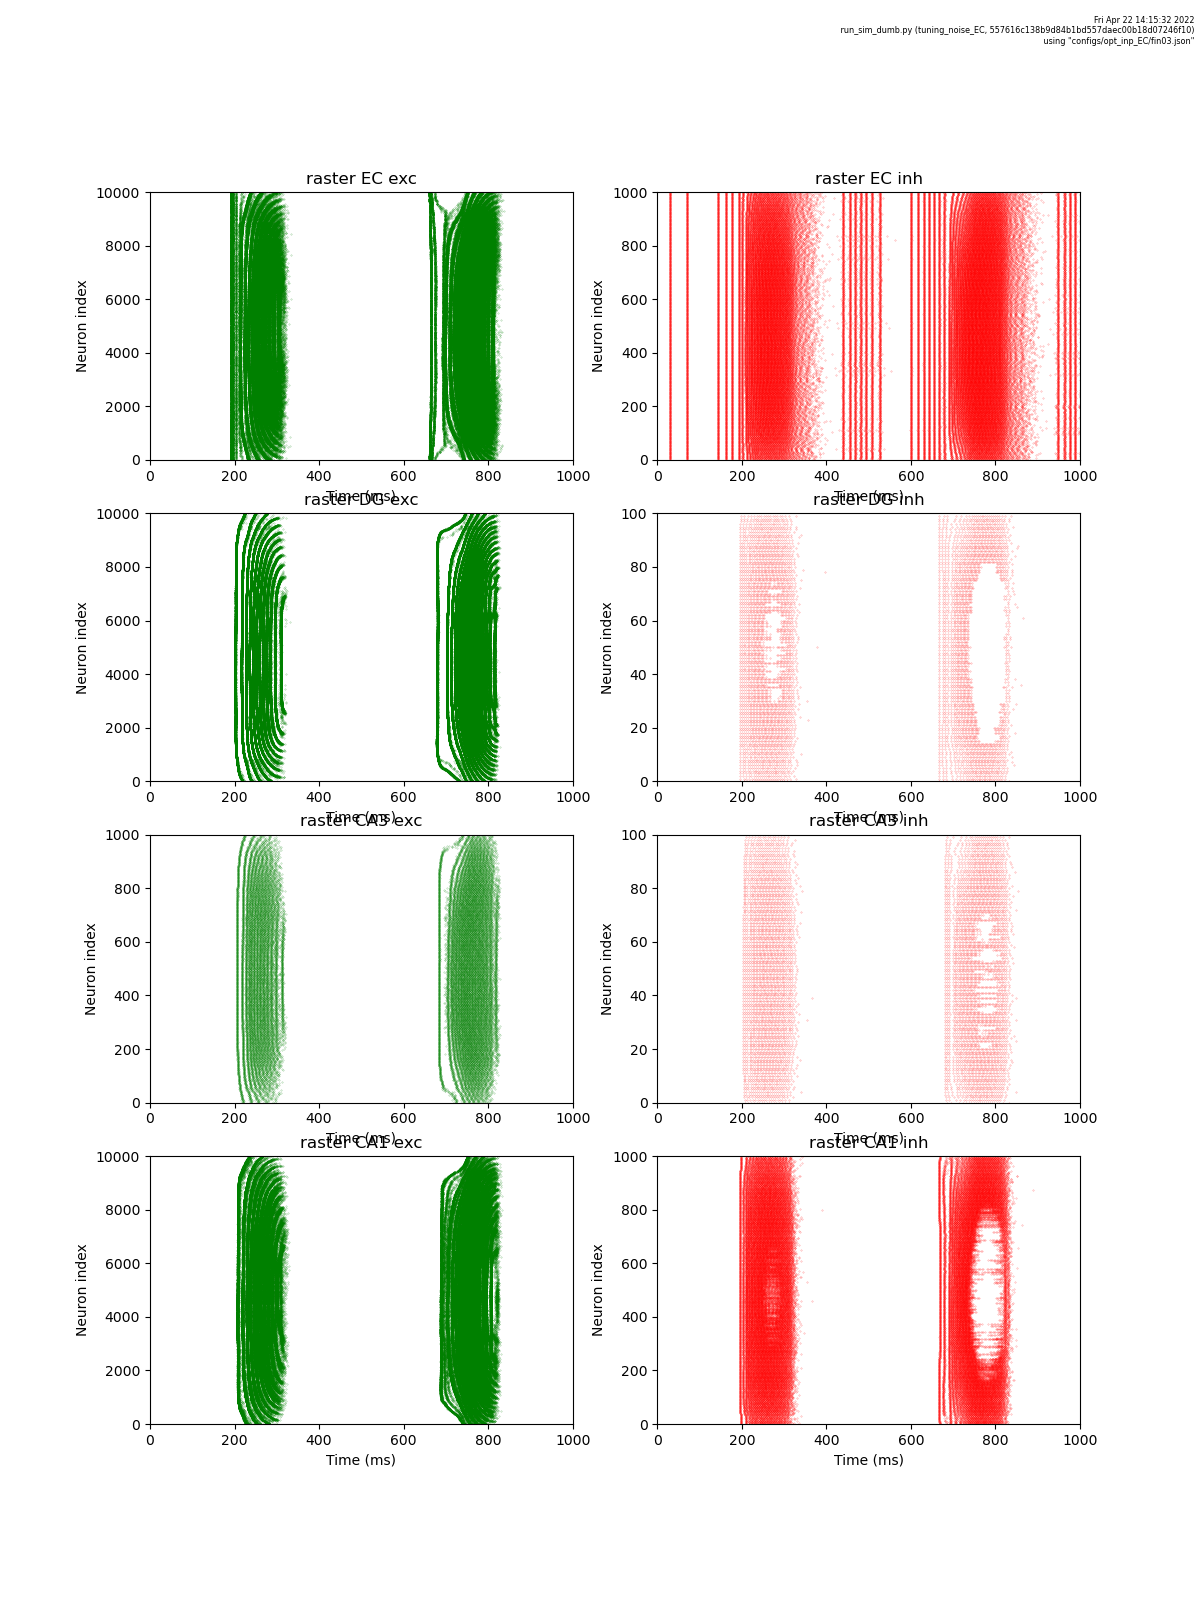 Fri Apr 22 14:15:32 2022
run_sim_dumb.py (tuning_noise_EC, 557616c138b9d84b1bd557daec00b18d07246f10)
using "configs/opt_inp_EC/fin03.json"
raster EC exc
10000
8000
6000
4000
2000
0
Neuron index
0 200 400 600 800 1000
Time (ms)
raster EC inh
1000
800
600
400
200
0
Neuron index
0 200 400 600 800 1000
Time (ms)
raster DG exc
10000
8000
6000
4000
2000
0
Neuron index
0 200 400 600 800 1000
Time (ms)
raster DG inh
100
80
60
40
20
0
Neuron index
0 200 400 600 800 1000
Time (ms)
raster CA3 exc
1000
800
600
400
200
0
Neuron index
0 200 400 600 800 1000
Time (ms)
raster CA3 inh
100
80
60
40
20
0
Neuron index
0 200 400 600 800 1000
Time (ms)
raster CA1 exc
10000
8000
6000
4000
2000
0
Neuron index
0 200 400 600 800 1000
Time (ms)
raster CA1 inh
1000
800
600
400
200
0
Neuron index
0 200 400 600 800 1000
Time (ms)